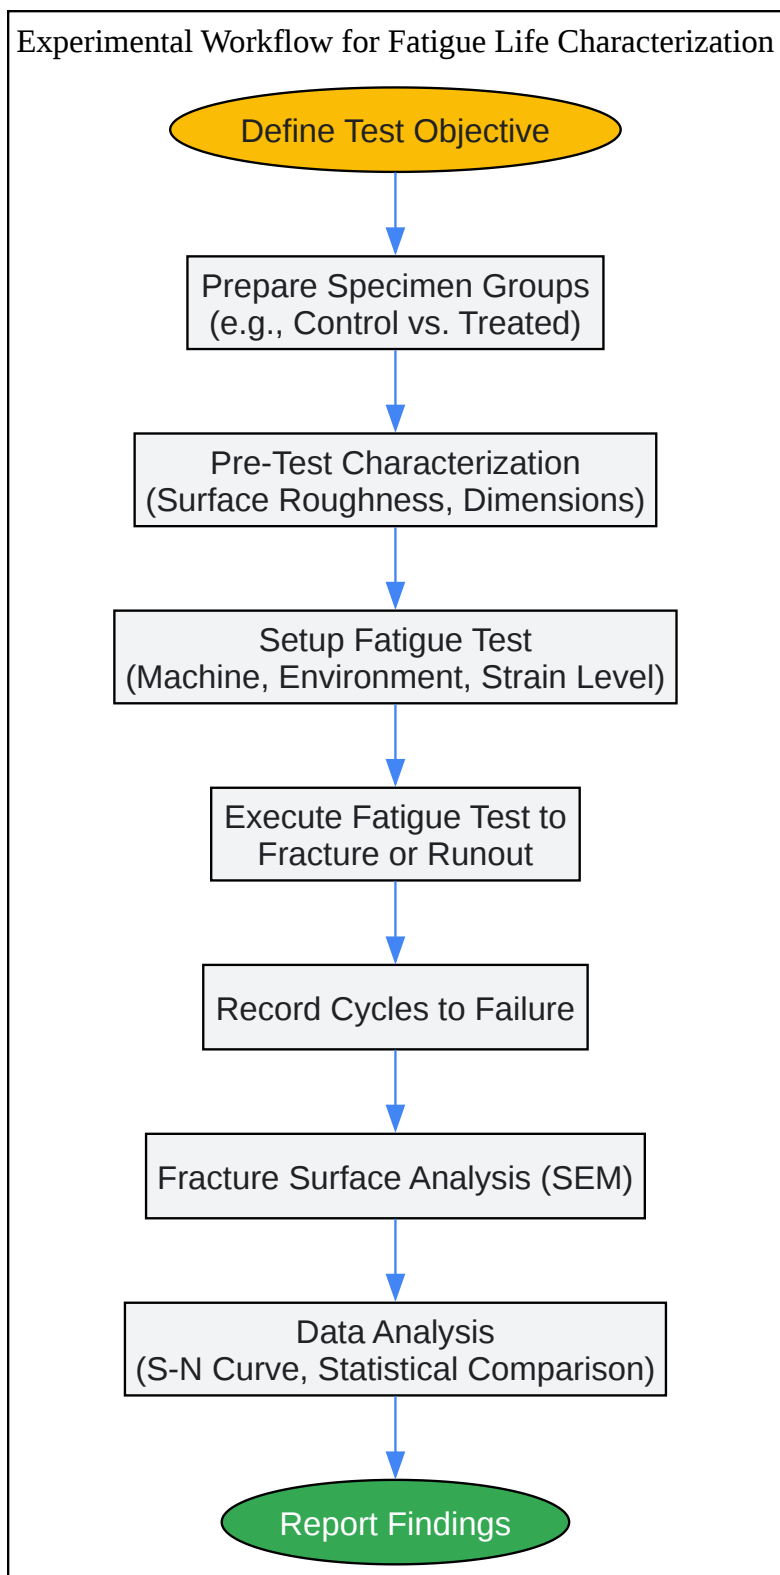 Experimental Workflow for Fatigue Life Characterization
Define Test Objective
Prepare Specimen Groups
(e.g., Control vs. Treated)
Pre-Test Characterization
(Surface Roughness, Dimensions)
Setup Fatigue Test
(Machine, Environment, Strain Level)
Execute Fatigue Test to
Fracture or Runout
Record Cycles to Failure
Fracture Surface Analysis (SEM)
Data Analysis
(S-N Curve, Statistical Comparison)
Report Findings